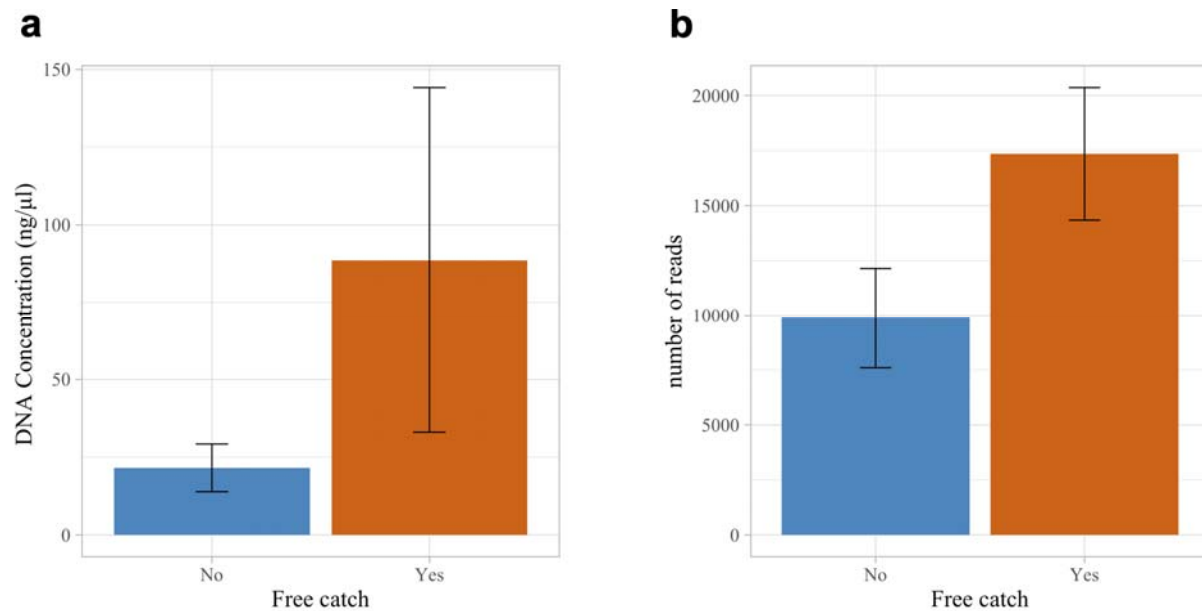 a
150
100
50
0
DNA Concentration (ng/µl)
No
Yes
Free catch
b
20000
15000
10000
5000
0
number of reads
No
Yes
Free catch